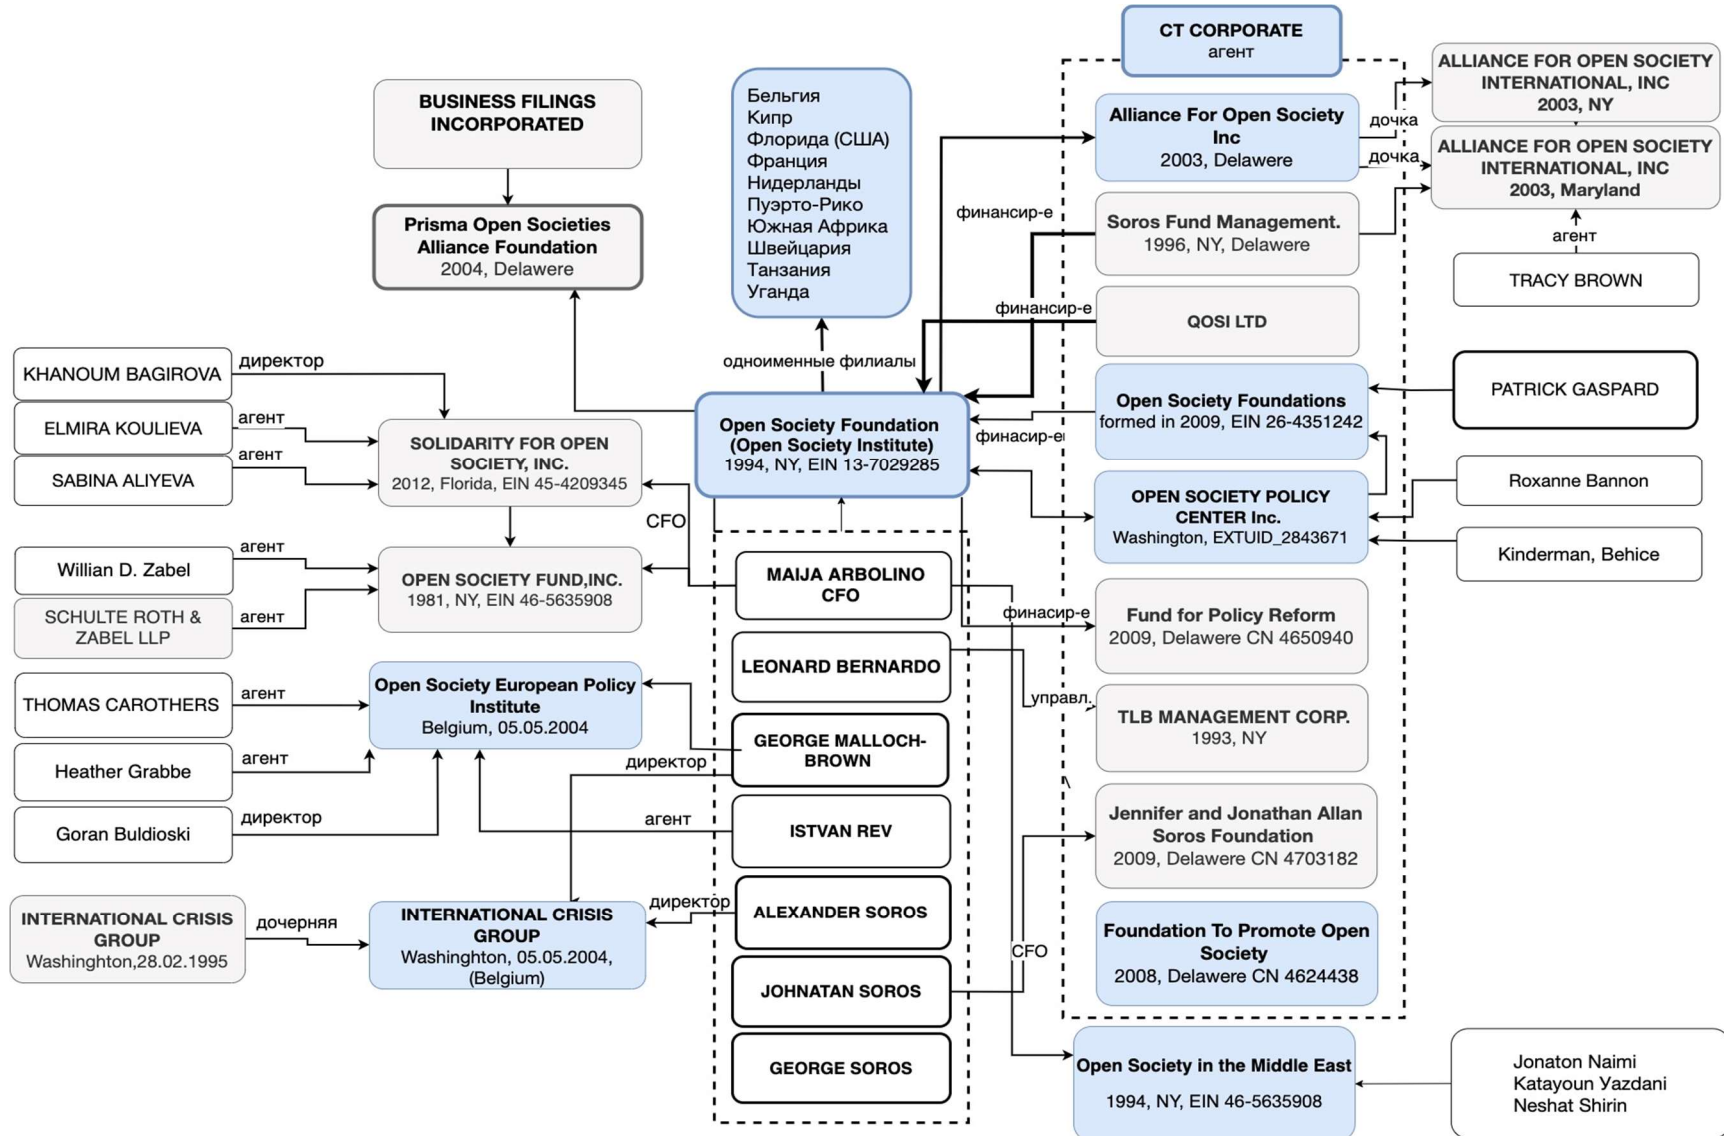 CT CORPORATE
агент
BUSINESS FILINGS
INCORPORATED
Prisma Open Societies
Alliance Foundation
2004, Delawere
Бельгия
Кипр
Флорида (США)
Франция
Нидерланды
Пуэрто-Рико
Южная Африка
Швейцария
Танзания
Уганда
одноименные филиалы
Alliance For Open Society
Inc
2003, Delawere
дочка
дочка
ALLIANCE FOR OPEN SOCIETY
INTERNATIONAL, INC
2003, NY
ALLIANCE FOR OPEN SOCIETY
INTERNATIONAL, INC
2003, Maryland
агент
TRACY BROWN
финансир-е
Soros Fund Management.
1996, NY, Delawere
финансир-е
QOSI LTD
KHANOUM BAGIROVA
директор
ELMIRA KOULIEVA
агент
SABINA ALIYEVA
агент
SOLIDARITY FOR OPEN
SOCIETY, INC.
2012, Florida, EIN 45-4209345
CFO
Open Society Foundation
(Open Society Institute)
1994, NY, EIN 13-7029285
финасир-е
Open Society Foundations
formed in 2009, EIN 26-4351242
PATRICK GASPARD
OPEN SOCIETY POLICY
CENTER Inc.
Washington, EXTUID_2843671
Roxanne Bannon
Kinderman, Behice
Willian D. Zabel
агент
SCHULTE ROTH &
ZABEL LLP
агент
OPEN SOCIETY FUND,INC.
1981, NY, EIN 46-5635908
MAIJA ARBOLINO
CFO
финасир-е
Fund for Policy Reform
2009, Delawere CN 4650940
LEONARD BERNARDO
управл.
TLB MANAGEMENT CORP.
1993, NY
THOMAS CAROTHERS
агент
Heather Grabbe
агент
Goran Buldioski
директор
Open Society European Policy
Institute
Belgium, 05.05.2004
GEORGE MALLOCH-
BROWN
директор
ISTVAN REV
агент
\
Jennifer and Jonathan Allan
Soros Foundation
2009, Delawere CN 4703182
INTERNATIONAL CRISIS
GROUP
Washinghton,28.02.1995
дочерняя
INTERNATIONAL CRISIS
GROUP
Washinghton, 05.05.2004,
(Belgium)
директор
ALEXANDER SOROS
CFO
JOHNATAN SOROS
GEORGE SOROS
Foundation To Promote Open
Society
2008, Delawere CN 4624438
Open Society in the Middle East
1994, NY, EIN 46-5635908
Jonaton Naimi
Katayoun Yazdani
Neshat Shirin